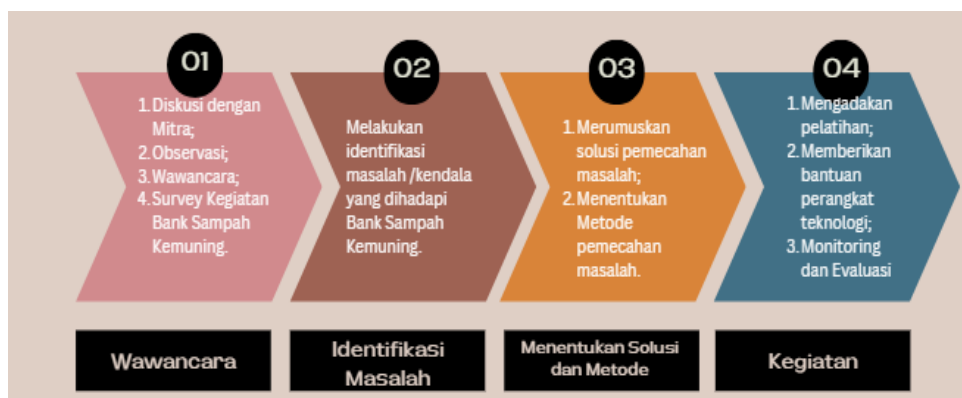 01
1. Diskusi dengan
Mitra;
2. Observasi;
3. Wawancara;
4. Survey Kegiatan
Bank Sampah
Kemuning.
Wawancara
02
Melakukan
identifikasi
masalah /kendala
yang dihadapi
Bank Sampah
Kemuning.
Identifikasi
Masalah
03
1. Merumuskan
solusi pemecahan
masalah;
2. Menentukan
Metode
pemecahan
masalah.
Menentukan Solusi
dan Metode
04
1. Mengadakan
pelatihan;
2. Memberikan
bantuan
perangkat
teknologi;
3. Monitoring
dan Evaluasi
Kegiatan